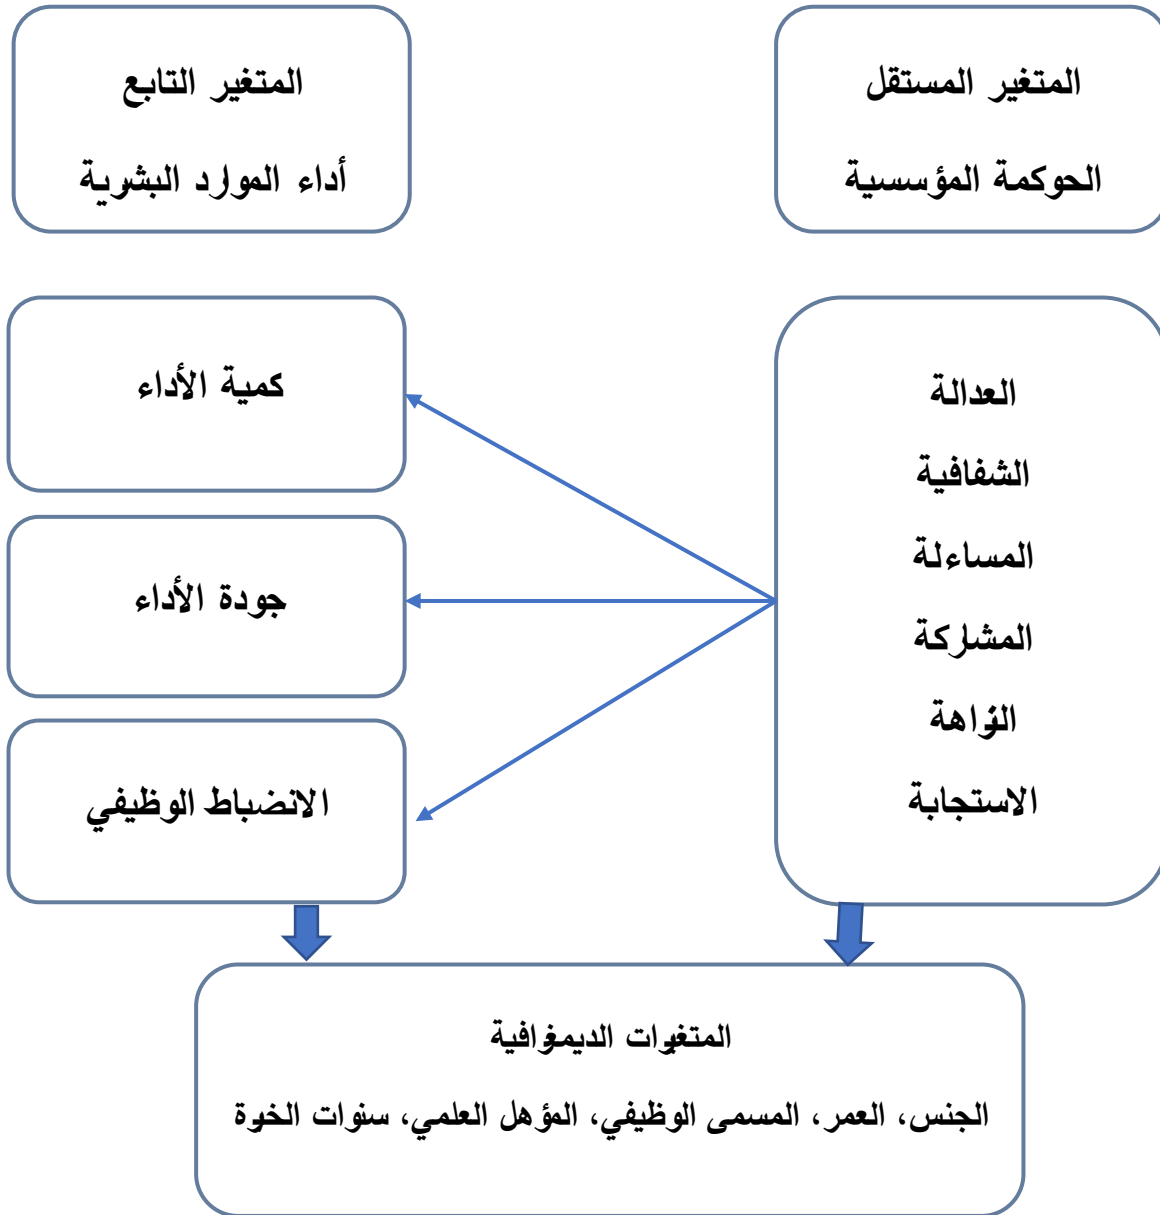 المتغير المستقل
الحوكمة المؤسسية
المتغير التابع
أداء الموارد البشرية
العدالة
الشفافية
المساءلة
المشاركة
النزاهة
الاستجابة
كمية الأداء
جودة الأداء
الانضباط الوظيفي
المتغيرات الديمغرافية
الجنس، العمر، المسمى الوظيفي، المؤهل العلمي، سنوات الخبرة